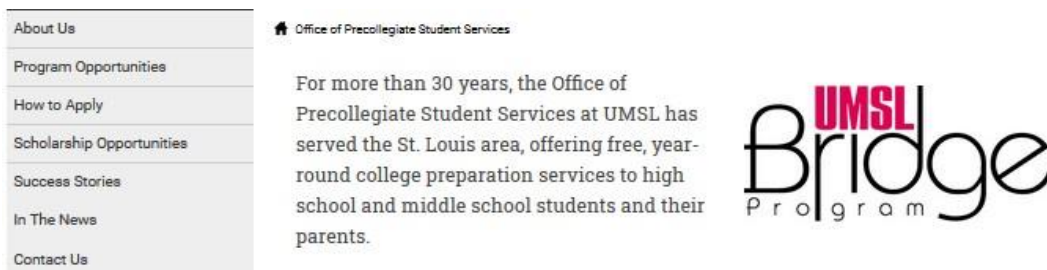 About Us
Program Opportunities
How to Apply
Scholarship Opportunities
Success Stories
In The News
Contact Us
Office of Precollegiate Student Services
For more than 30 years, the Office of
Precollegiate Student Services at UMSL has
served the St. Louis area, offering free, year-
round college preparation services to high
school and middle school students and their
parents.
UMSL
Bridge
Program